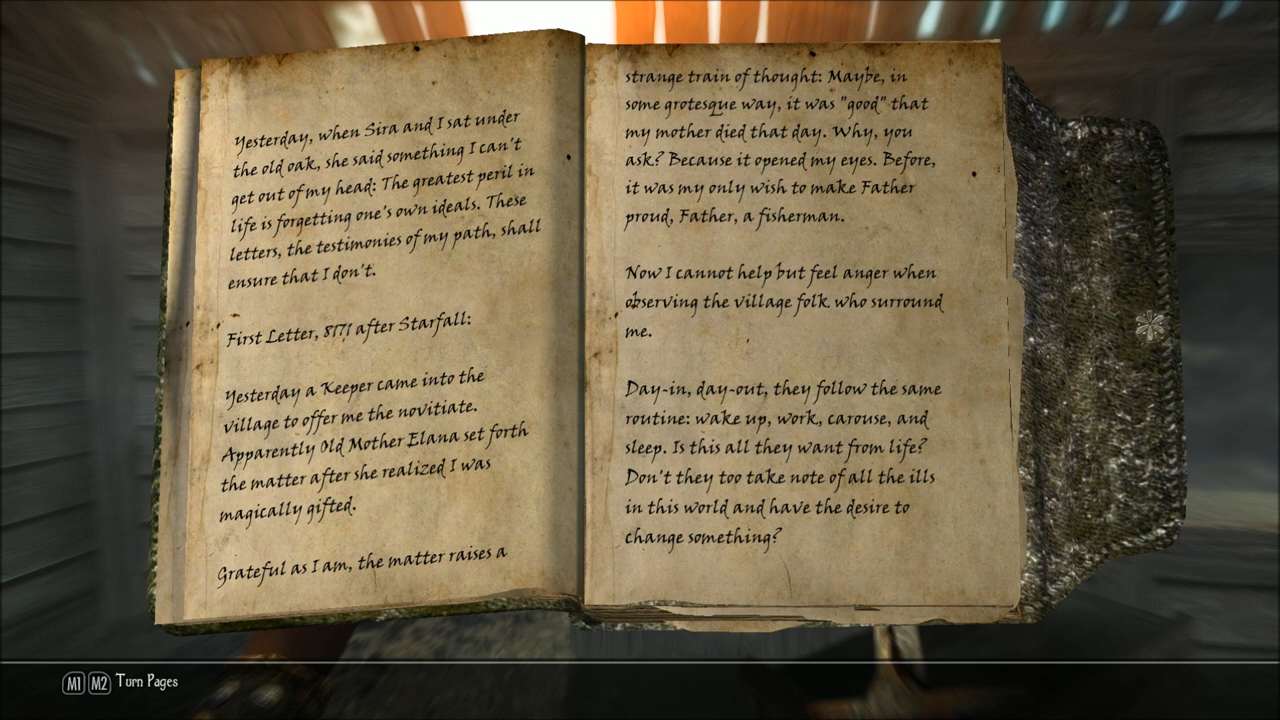 Yesterday, when Sira and I sat under
the old oak, she said something I can't
get out of my head: The greatest peril in
life is forgetting one's own ideals. These
letters, the testimonies of my path, shall
ensure that I don't.
First Letter, 8171 after Starfall:
Yesterday a Keeper came into the
village to offer me the novitiate.
Apparently Old Mother Elana set forth
the matter after she realized I was
magically gifted.
Grateful as I am, the matter raises a
strange train of thought: Maybe, in
some grotesque way, it was "good" that
my mother died that day. Why, you
ask? Because it opened my eyes. Before,
it was my only wish to make Father
proud, Father, a fisherman.
Now I cannot help but feel anger when
observing the village folk who surround
me.
Day-in, day-out, they follow the same
routine: wake up, work, carouse, and
sleep. Is this all they want from life?
Don't they too take note of all the ills
in this world and have the desire to
change something?
M1 M2 Turn Pages